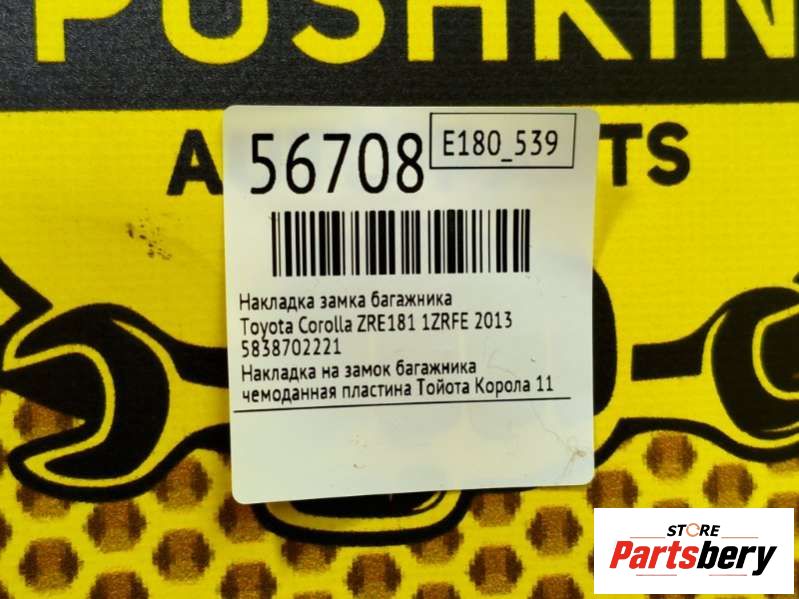 PUSHKIN
56708
E180_539
TS
Накладка замка багажника
Toyota Corolla ZRE181 1ZRFE 2013
5838702221
Накладка на замок багажника
чемоданная пластина Тойота Корола 11
STORE
Partsbery